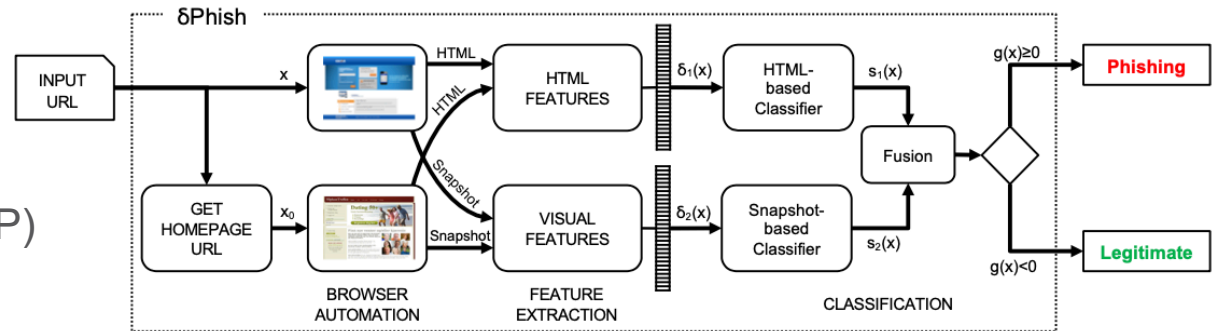 δPhish
INPUT
URL
x
HTML
HTML
Snapshot
Snapshot
GET
HOMEPAGE
URL
x₀
BROWSER
AUTOMATION
HTML
FEATURES
VISUAL
FEATURES
FEATURE
EXTRACTION
δ₁(x)
δ₂(x)
HTML-
based
Classifier
Snapshot-
based
Classifier
s₁(x)
s₂(x)
Fusion
CLASSIFICATION
g(x)≥0
g(x)<0
Phishing
Legitimate
P)